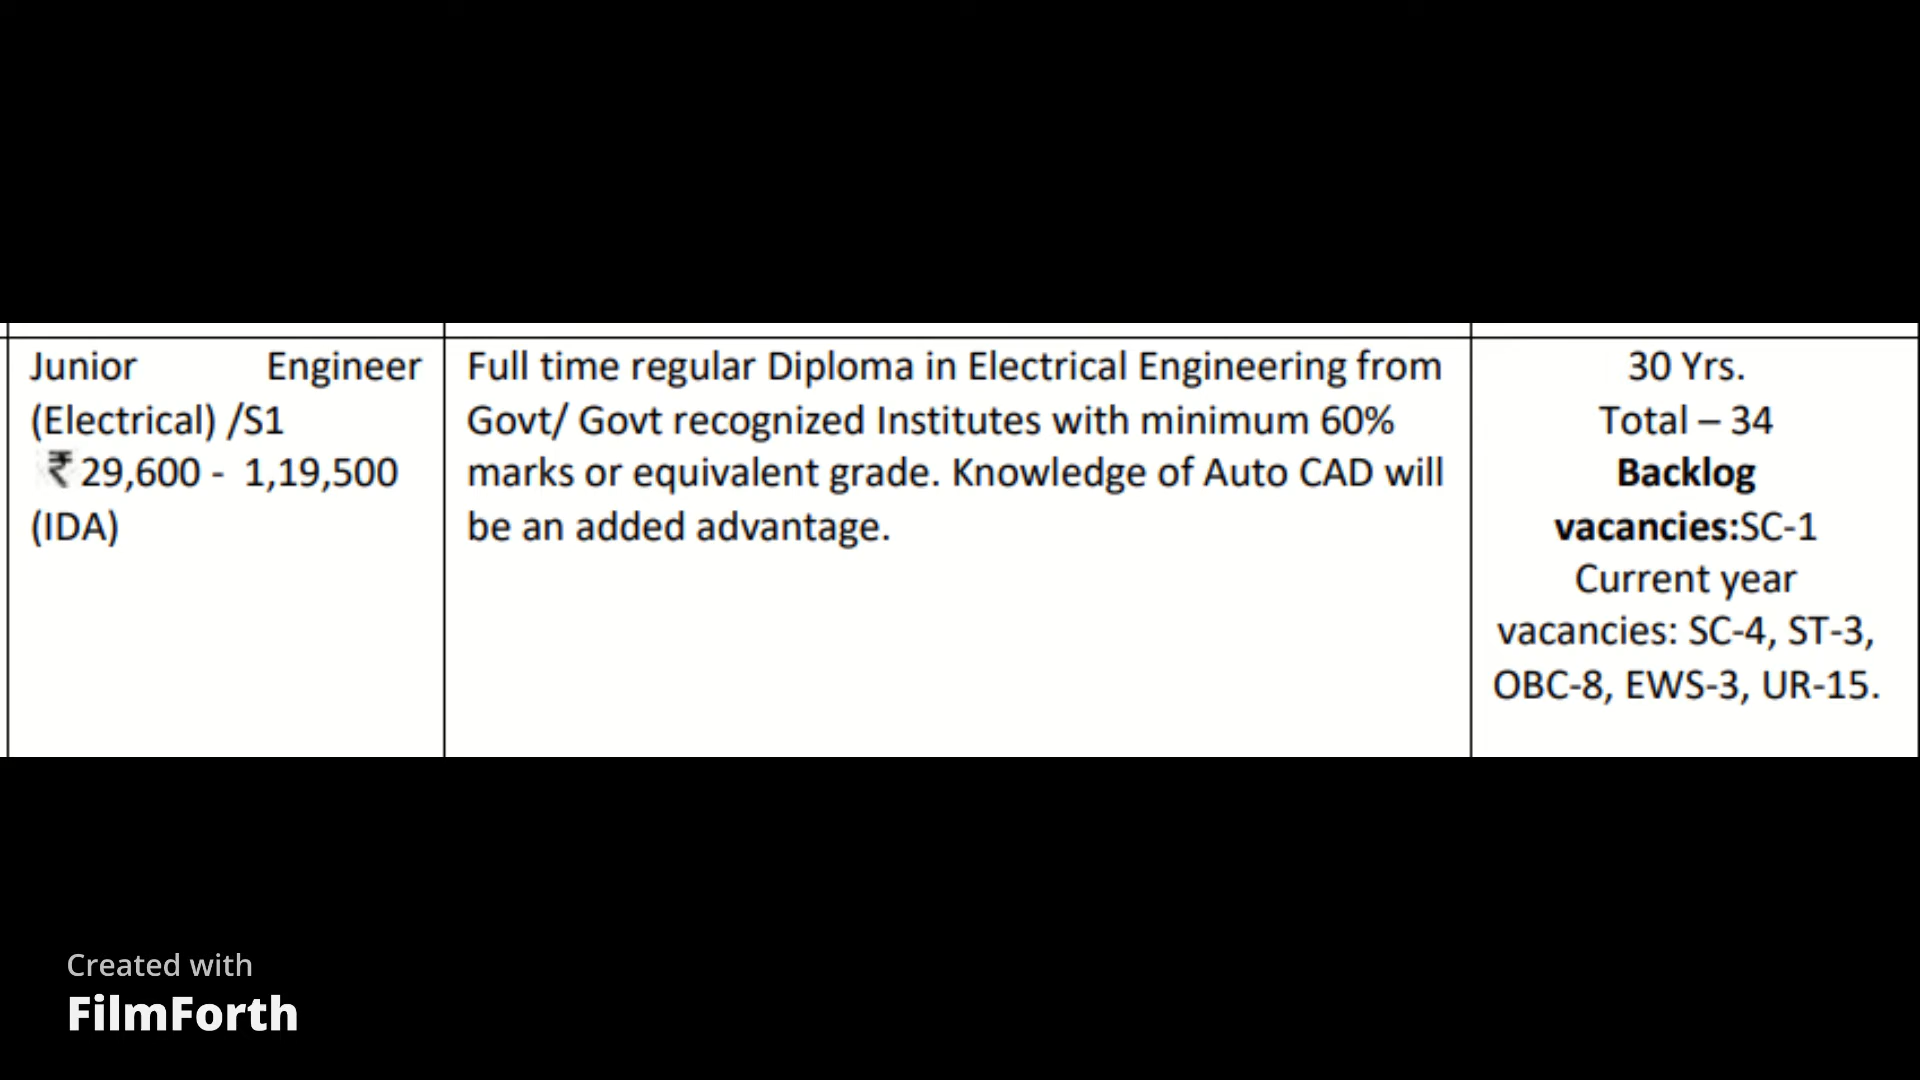 Junior Engineer
(Electrical) /S1
₹ 29,600 - 1,19,500
(IDA)
Full time regular Diploma in Electrical Engineering from
Govt/ Govt recognized Institutes with minimum 60%
marks or equivalent grade. Knowledge of Auto CAD will
be an added advantage.
30 Yrs.
Total – 34
Backlog
vacancies:SC-1
Current year
vacancies: SC-4, ST-3,
OBC-8, EWS-3, UR-15.
Created with
FilmForth